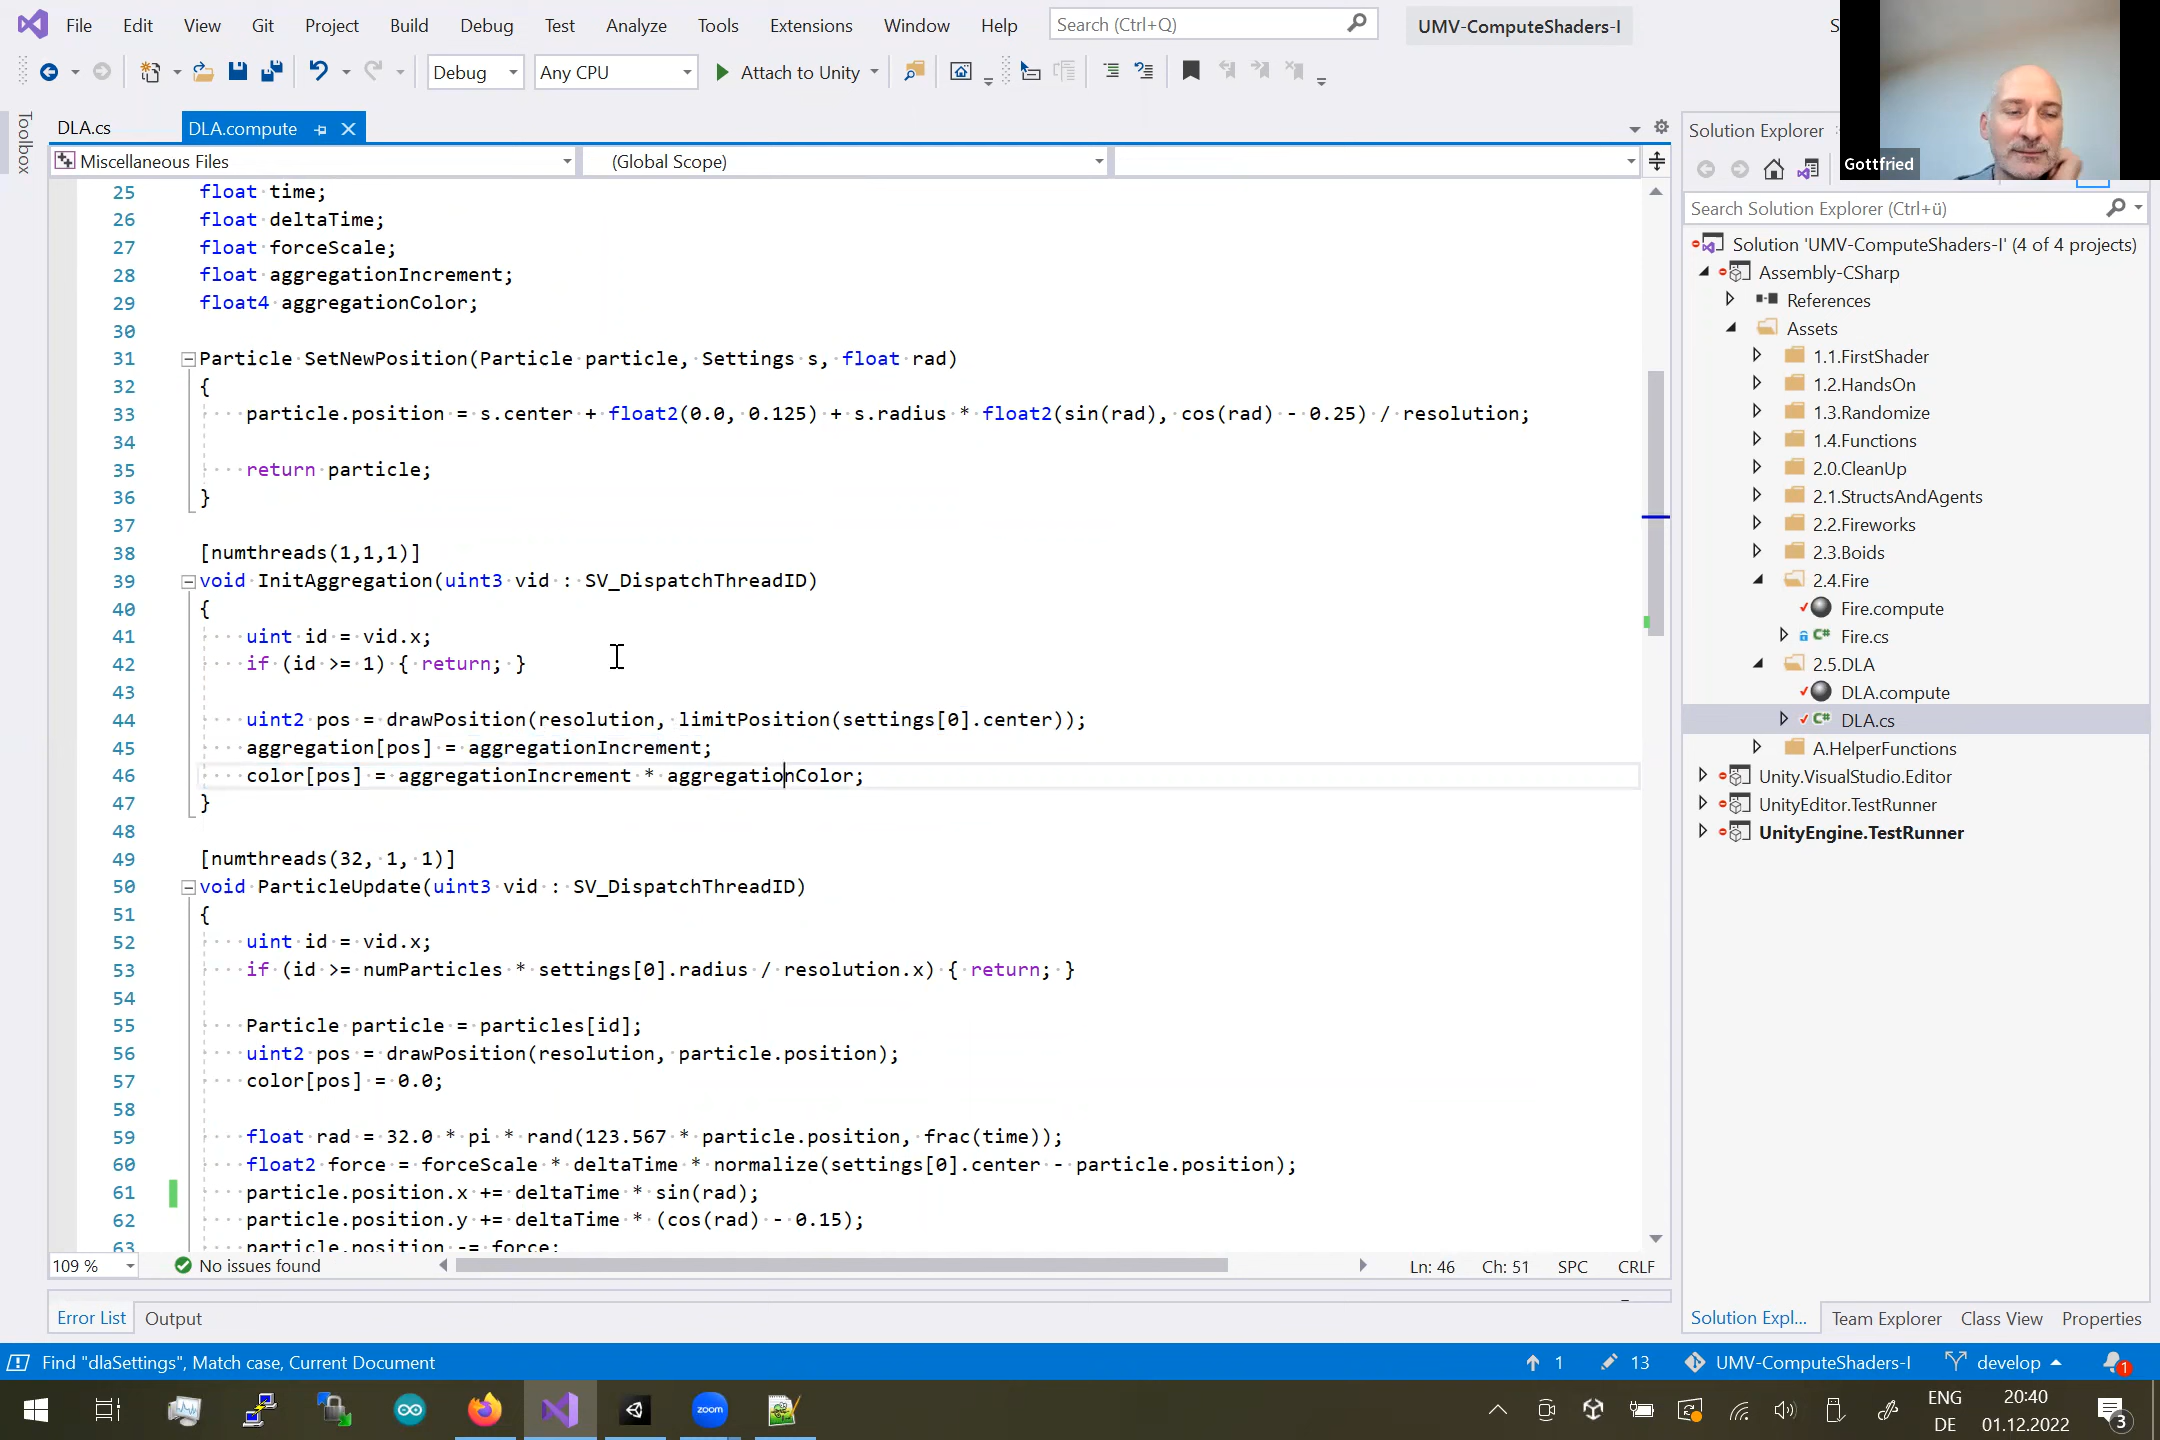 File Edit View Git Project Build Debug Test Analyze Tools Extensions Window Help Search (Ctrl+Q) UMV-ComputeShaders-I S
Debug Any CPU Attach to Unity
Gottfried
Toolbox
DLA.cs DLA.compute
Miscellaneous Files (Global Scope)
25 float time;
26 float deltaTime;
27 float forceScale;
28 float aggregationIncrement;
29 float4 aggregationColor;
30
31 Particle SetNewPosition(Particle particle, Settings s, float rad)
32 {
33 particle.position = s.center + float2(0.0, 0.125) + s.radius * float2(sin(rad), cos(rad) - 0.25) / resolution;
34
35 return particle;
36 }
37
38 [numthreads(1,1,1)]
39 void InitAggregation(uint3 vid : SV_DispatchThreadID)
40 {
41 uint id = vid.x;
42 if (id >= 1) { return; }
43
44 uint2 pos = drawPosition(resolution, limitPosition(settings[0].center));
45 aggregation[pos] = aggregationIncrement;
46 color[pos] = aggregationIncrement * aggregationColor;
47 }
48
49 [numthreads(32, 1, 1)]
50 void ParticleUpdate(uint3 vid : SV_DispatchThreadID)
51 {
52 uint id = vid.x;
53 if (id >= numParticles * settings[0].radius / resolution.x) { return; }
54
55 Particle particle = particles[id];
56 uint2 pos = drawPosition(resolution, particle.position);
57 color[pos] = 0.0;
58
59 float rad = 32.0 * pi * rand(123.567 * particle.position, frac(time));
60 float2 force = forceScale * deltaTime * normalize(settings[0].center - particle.position);
61 particle.position.x += deltaTime * sin(rad);
62 particle.position.y += deltaTime * (cos(rad) - 0.15);
63 particle.position -= force;
109 % No issues found Ln: 46 Ch: 51 SPC CRLF
Error List Output
Solution Explorer
Search Solution Explorer (Ctrl+ü)
Solution 'UMV-ComputeShaders-I' (4 of 4 projects)
Assembly-CSharp
References
Assets
1.1.FirstShader
1.2.HandsOn
1.3.Randomize
1.4.Functions
2.0.CleanUp
2.1.StructsAndAgents
2.2.Fireworks
2.3.Boids
2.4.Fire
Fire.compute
C# Fire.cs
2.5.DLA
DLA.compute
C# DLA.cs
A.HelperFunctions
Unity.VisualStudio.Editor
UnityEditor.TestRunner
UnityEngine.TestRunner
Solution Expl... Team Explorer Class View Properties
Find "dlaSettings", Match case, Current Document 1 13 UMV-ComputeShaders-I develop 1
zoom
ENG 20:40
DE 01.12.2022 3